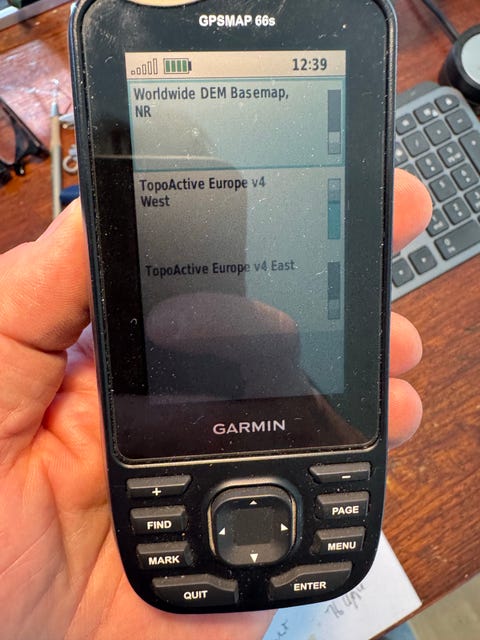 GPSMAP 66s
12:39
Worldwide DEM Basemap,
NR
TopoActive Europe v4
West
TopoActive Europe v4 East
GARMIN
+
-
FIND
PAGE
MARK
MENU
QUIT
ENTER